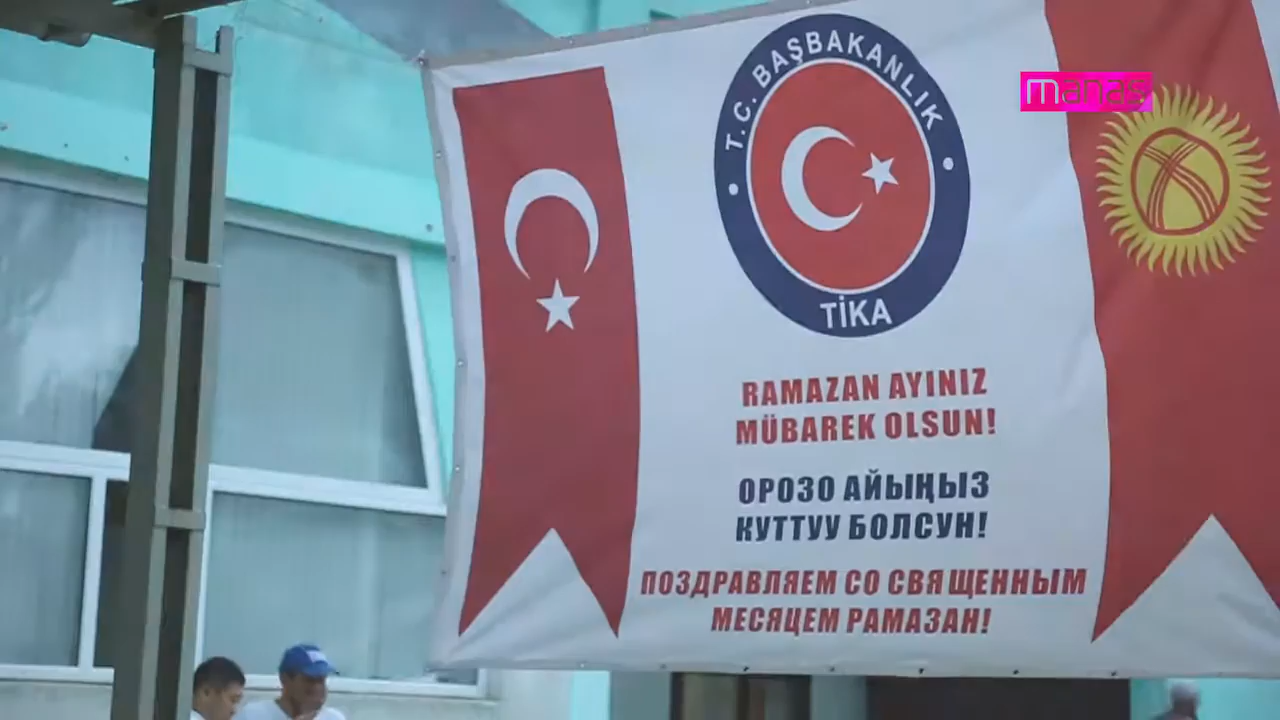 manas
T.C. BAŞBAKANLIK
TİKA
RAMAZAN AYINIZ
MÜBAREK OLSUN!
ОРОЗО АЙЫҢЫЗ
КУТТУУ БОЛСУН!
ПОЗДРАВЛЯЕМ СО СВЯЩЕННЫМ
МЕСЯЦЕМ РАМАЗАН!